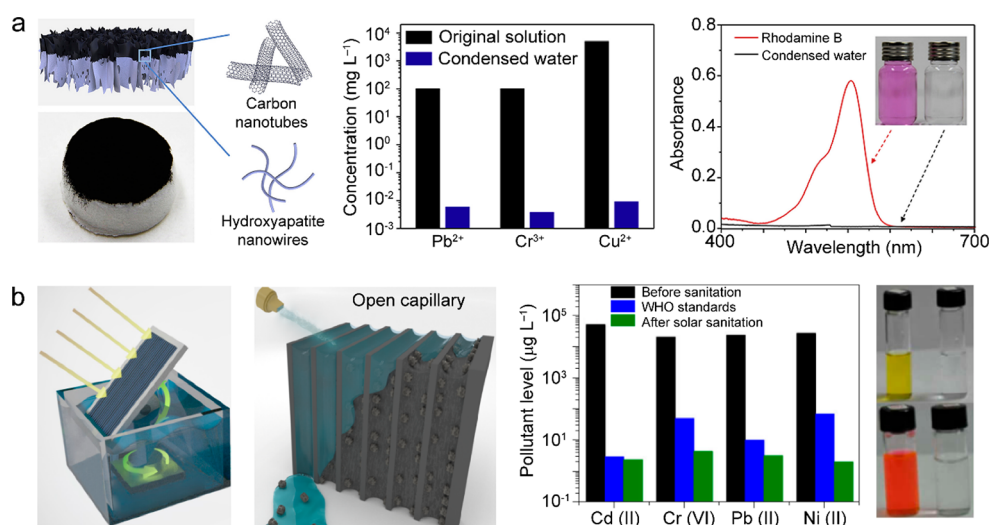 a
Carbon
nanotubes
Hydroxyapatite
nanowires
Concentration (mg L⁻¹)
10⁴
10³
10²
10¹
10⁰
10⁻¹
10⁻²
10⁻³
Original solution
Condensed water
Pb²⁺ Cr³⁺ Cu²⁺
Absorbance
0.8
0.6
0.4
0.2
0.0
Rhodamine B
Condensed water
400 700
Wavelength (nm)
b
Open capillary
Pollutant level (μg L⁻¹)
10⁵
10³
10¹
10⁻¹
Before sanitation
WHO standards
After solar sanitation
Cd (II) Cr (VI) Pb (II) Ni (II)